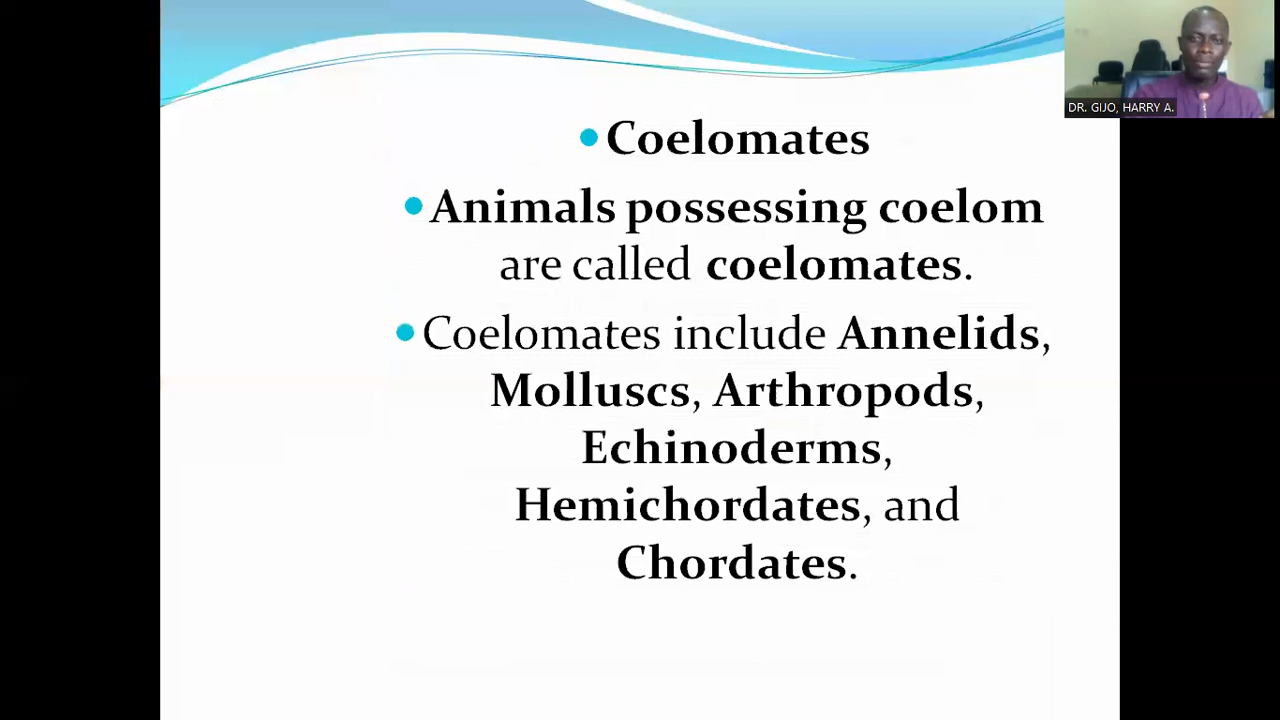 DR. GIJO, HARRY A.
Coelomates
Animals possessing coelom
are called coelomates.
Coelomates include Annelids,
Molluscs, Arthropods,
Echinoderms,
Hemichordates, and
Chordates.